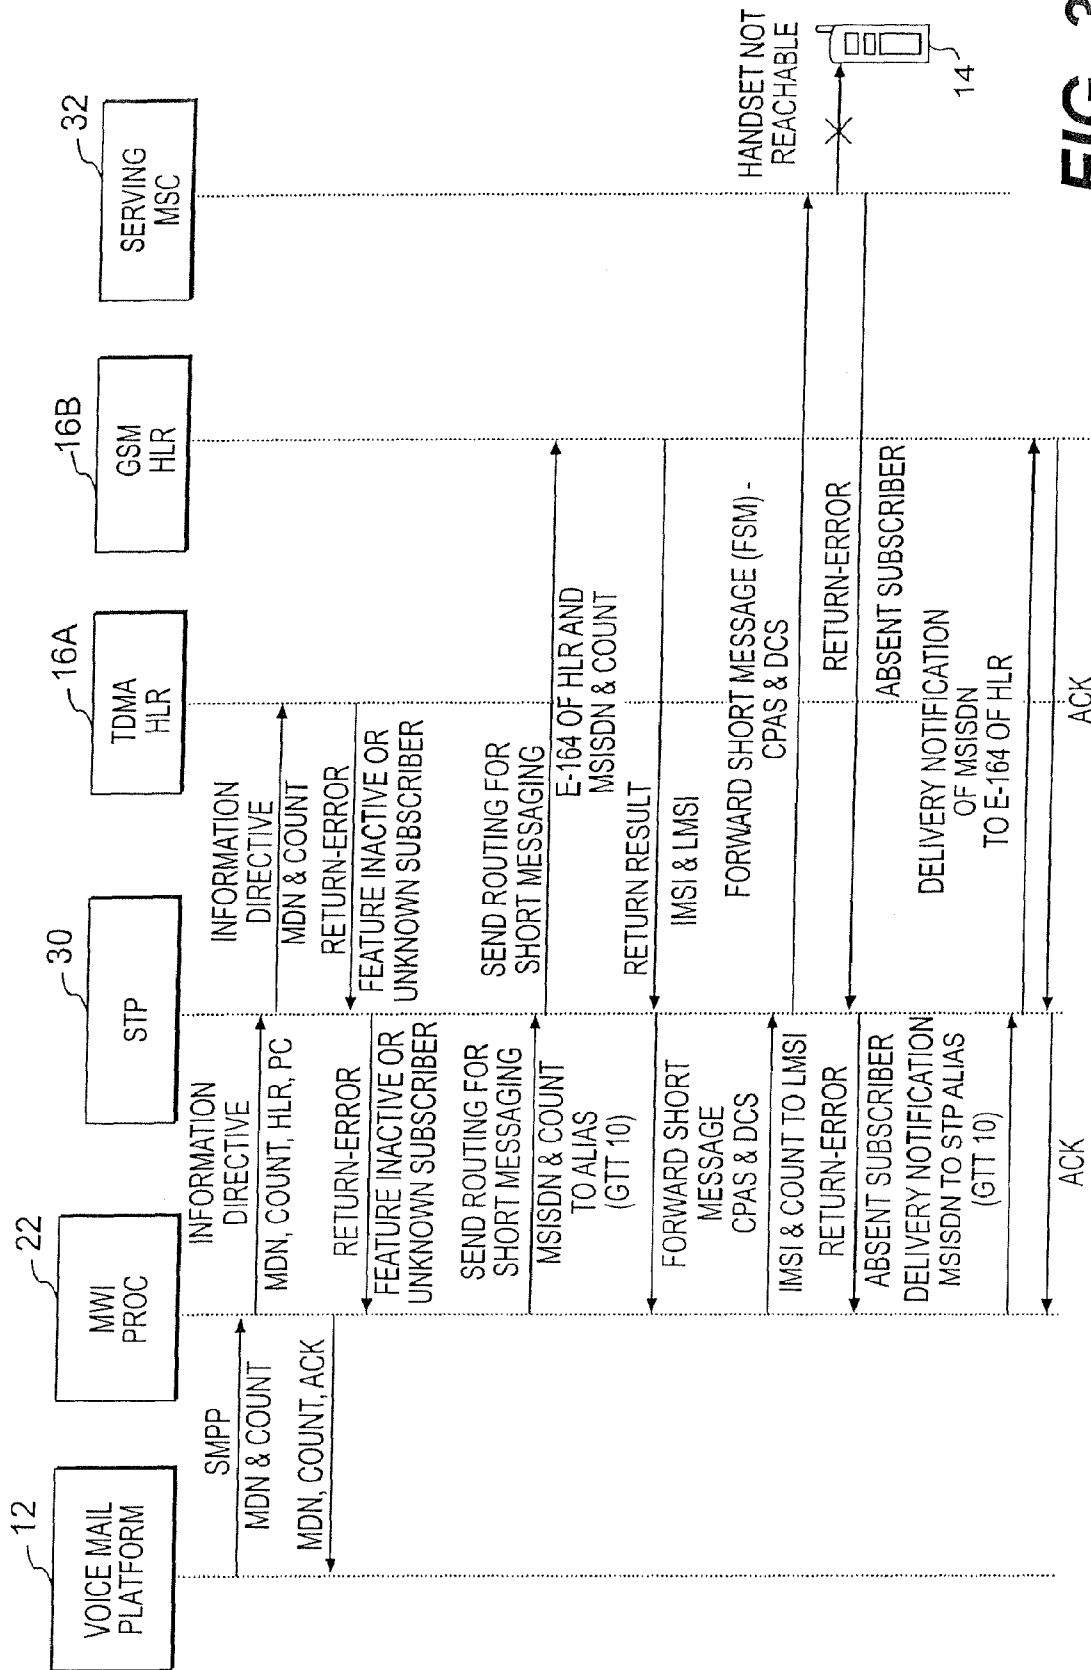 12
VOICE MAIL
PLATFORM
22
MWI
PROC
30
STP
16A
TDMA
HLR
16B
GSM
HLR
32
SERVING
MSC
SMPP
MDN & COUNT
MDN, COUNT, ACK
INFORMATION
DIRECTIVE
MDN, COUNT, HLR, PC
RETURN-ERROR
FEATURE INACTIVE OR
UNKNOWN SUBSCRIBER
INFORMATION
DIRECTIVE
MDN & COUNT
RETURN-ERROR
FEATURE INACTIVE OR
UNKNOWN SUBSCRIBER
SEND ROUTING FOR
SHORT MESSAGING
MSISDN & COUNT
TO ALIAS
(GTT 10)
SEND ROUTING FOR
SHORT MESSAGING
E-164 OF HLR AND
MSISDN & COUNT
RETURN RESULT
IMSI & LMSI
FORWARD SHORT
MESSAGE
CPAS & DCS
IMSI & COUNT TO LMSI
FORWARD SHORT MESSAGE (FSM) -
CPAS & DCS
HANDSET NOT
REACHABLE
14
RETURN-ERROR
ABSENT SUBSCRIBER
RETURN-ERROR
ABSENT SUBSCRIBER
DELIVERY NOTIFICATION
MSISDN TO STP ALIAS
(GTT 10)
DELIVERY NOTIFICATION
OF MSISDN
TO E-164 OF HLR
ACK
ACK
FIG.